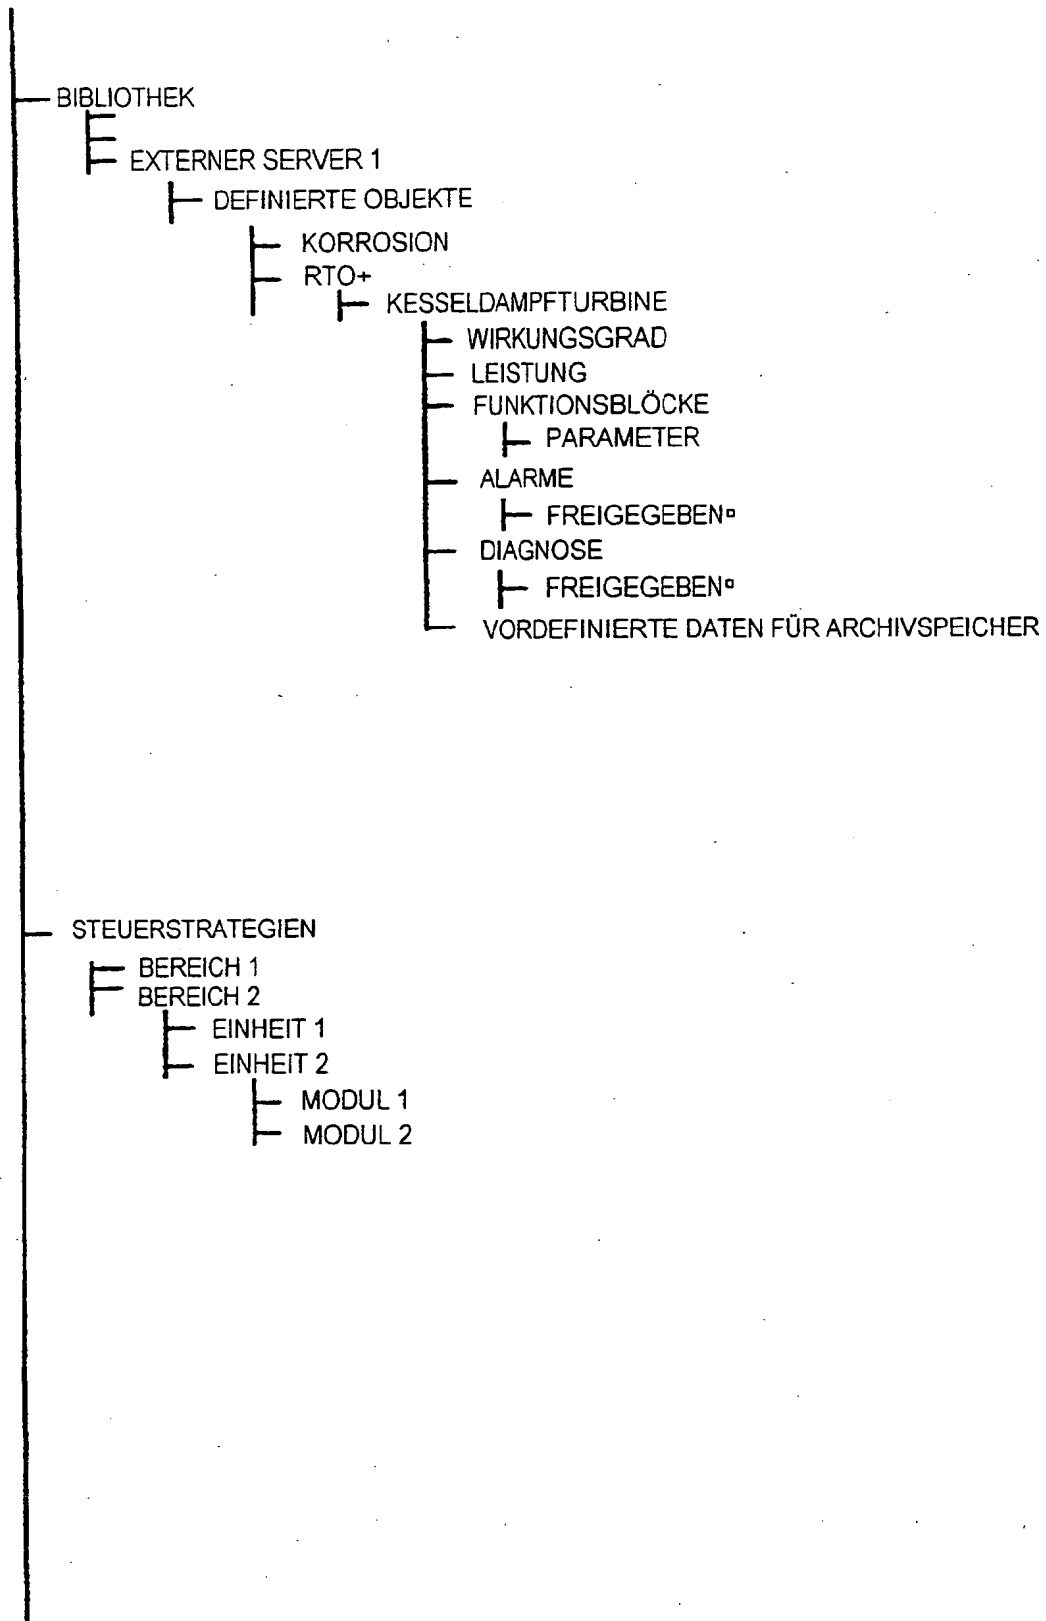 BIBLIOTHEK
EXTERNER SERVER 1
DEFINIERTE OBJEKTE
KORROSION
RTO+
KESSELDAMPFTURBINE
WIRKUNGSGRAD
LEISTUNG
FUNKTIONSBLÖCKE
PARAMETER
ALARME
FREIGEGEBEN
DIAGNOSE
FREIGEGEBEN
VORDEFINIERTE DATEN FÜR ARCHIVSPEICHER
STEUERSTRATEGIEN
BEREICH 1
BEREICH 2
EINHEIT 1
EINHEIT 2
MODUL 1
MODUL 2